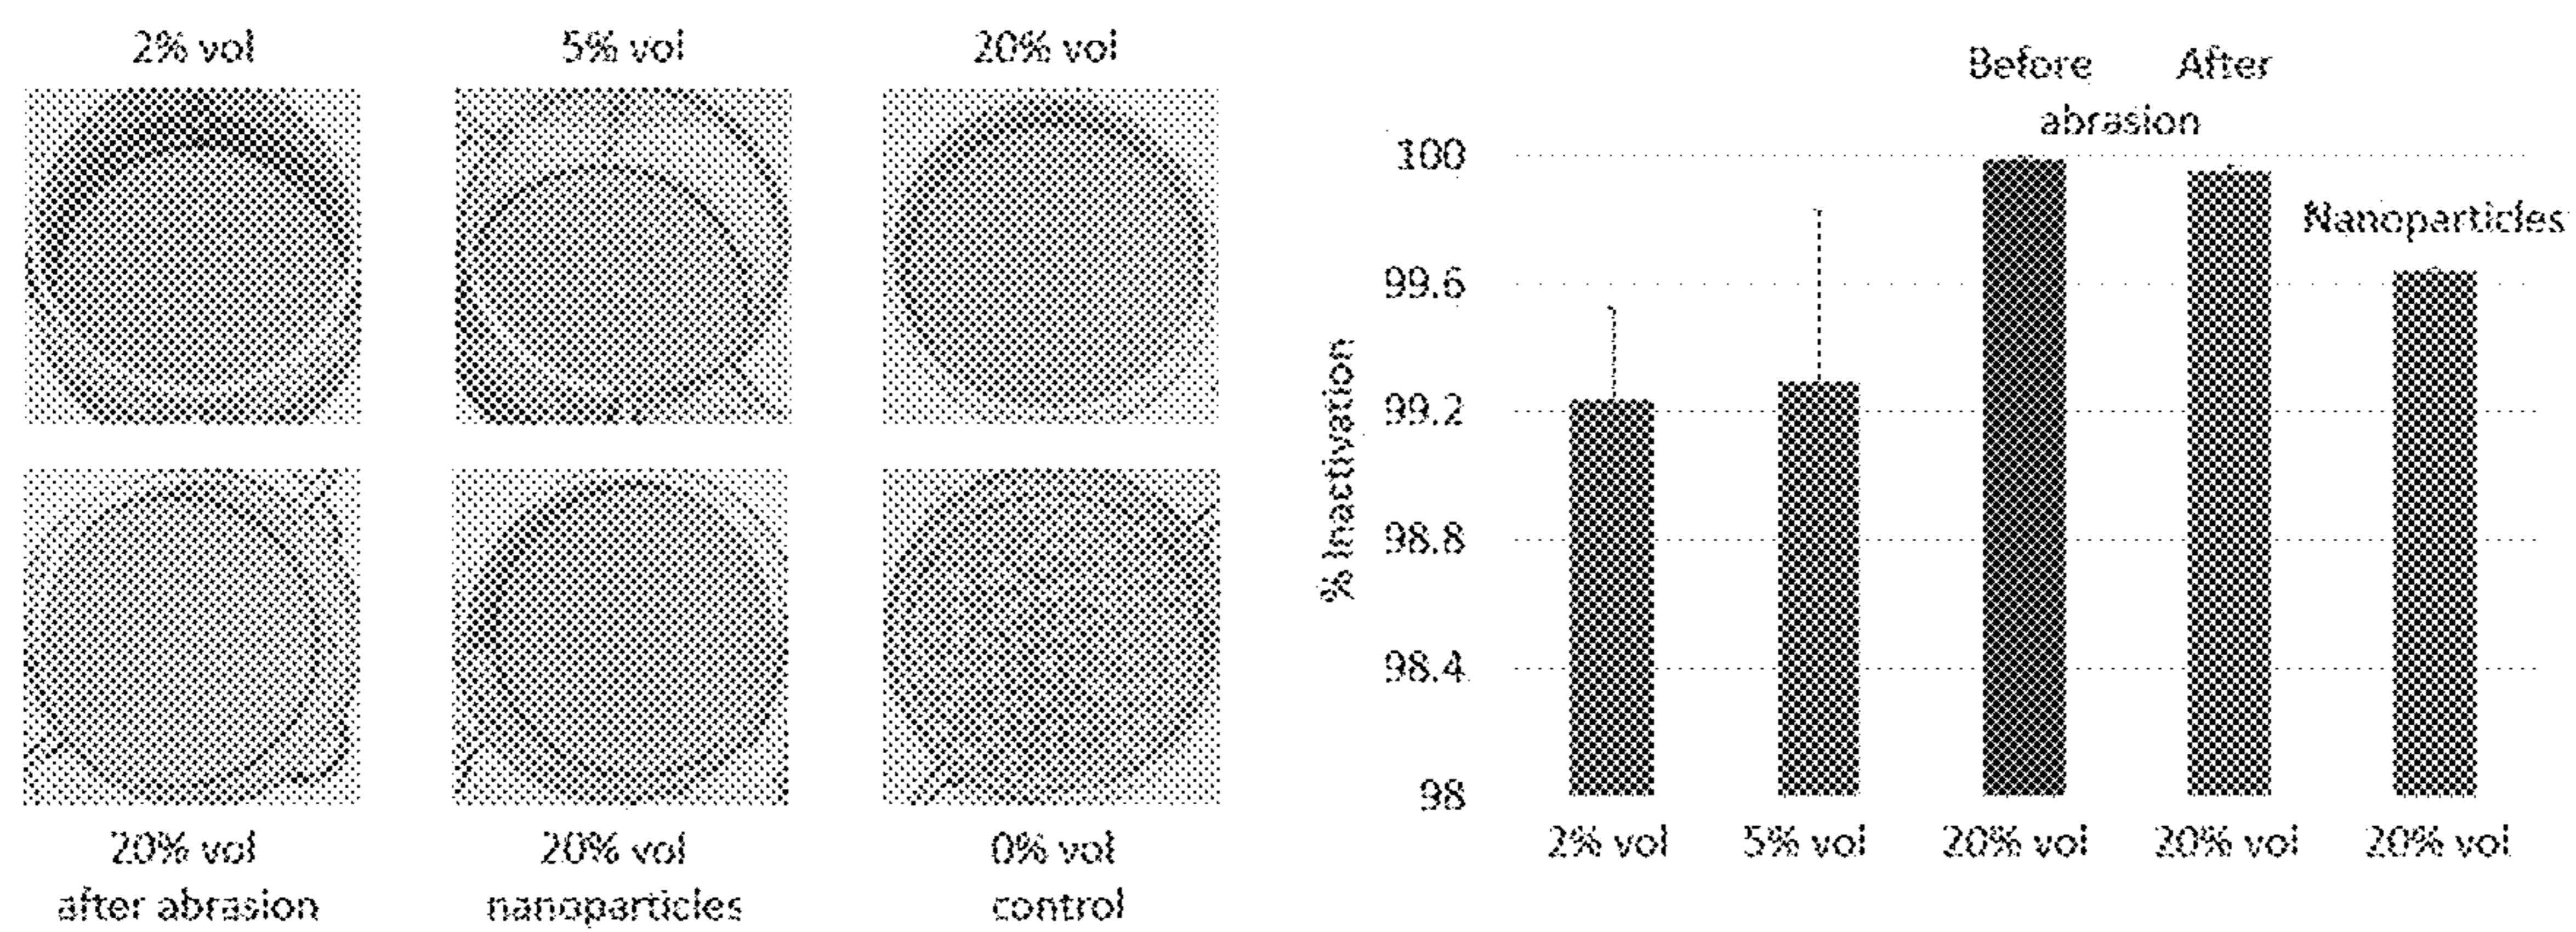 2% vol
5% vol
20% vol
20% vol
after abrasion
20% vol
nanoparticles
0% vol
control
Before After
abrasion
Nanoparticles
% Inactivation
100
99.6
99.2
98.8
98.4
98
2% vol
5% vol
20% vol
20% vol
20% vol